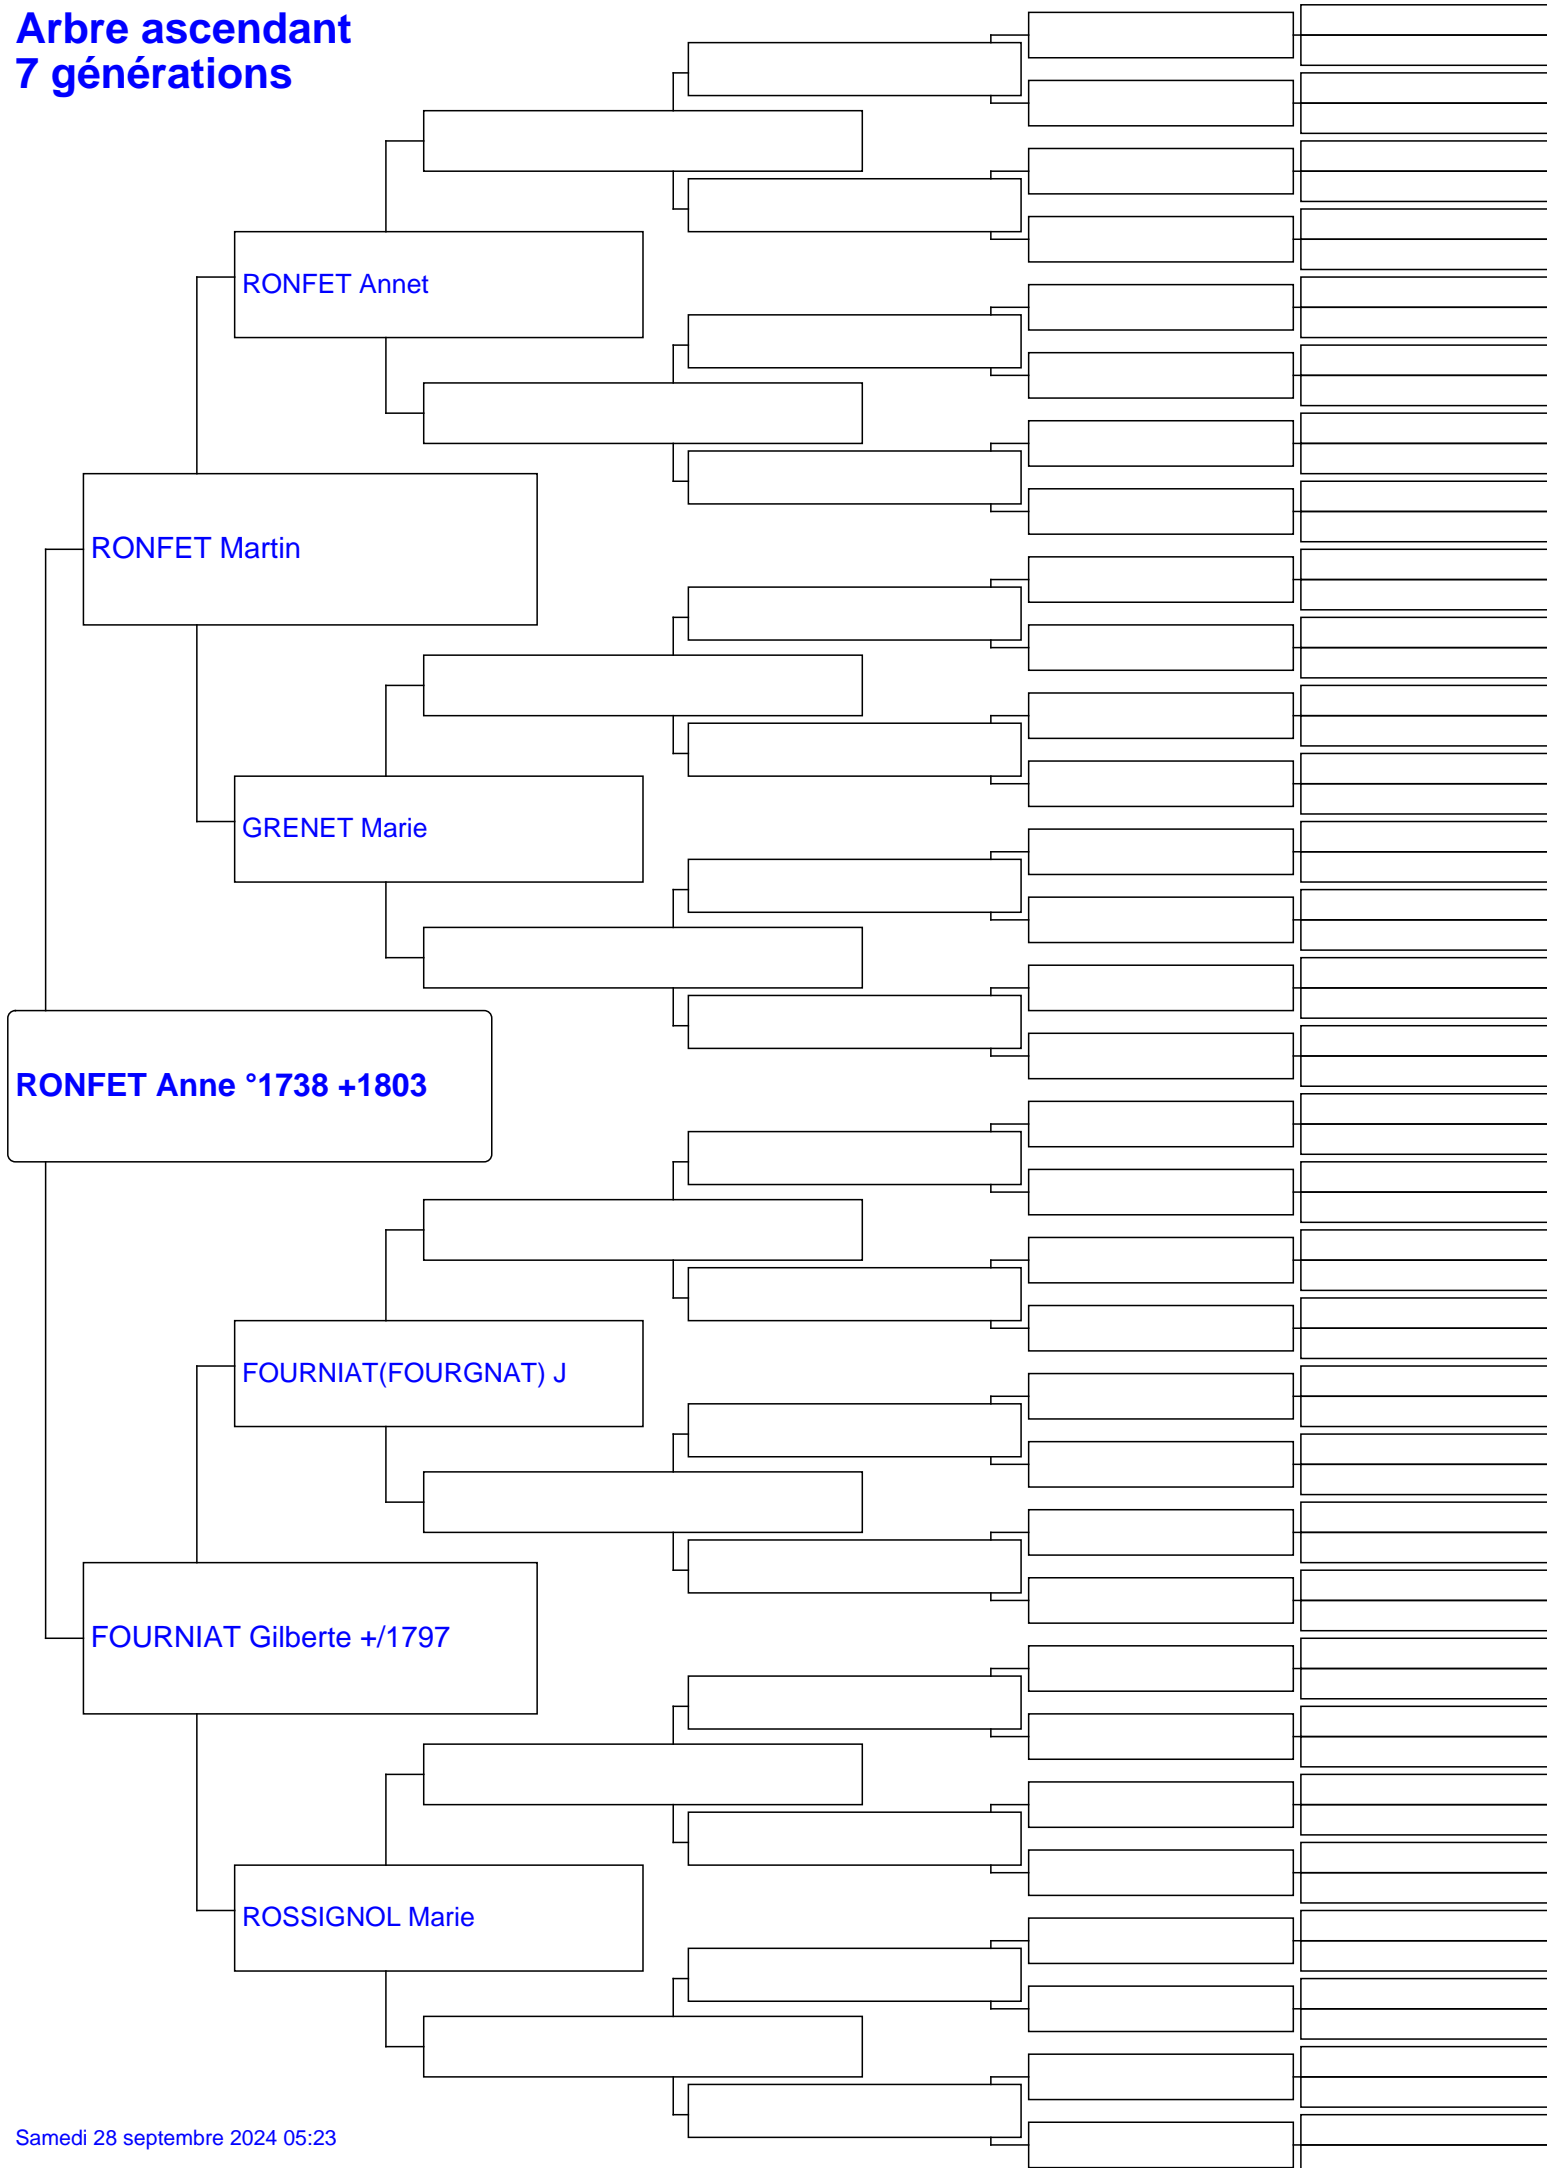 Arbre ascendant
7 générations
RONFET Annet
RONFET Martin
GRENET Marie
RONFET Anne °1738 +1803
FOURNIAT(FOURGNAT) J
FOURNIAT Gilberte +/1797
ROSSIGNOL Marie
Samedi 28 septembre 2024 05:23